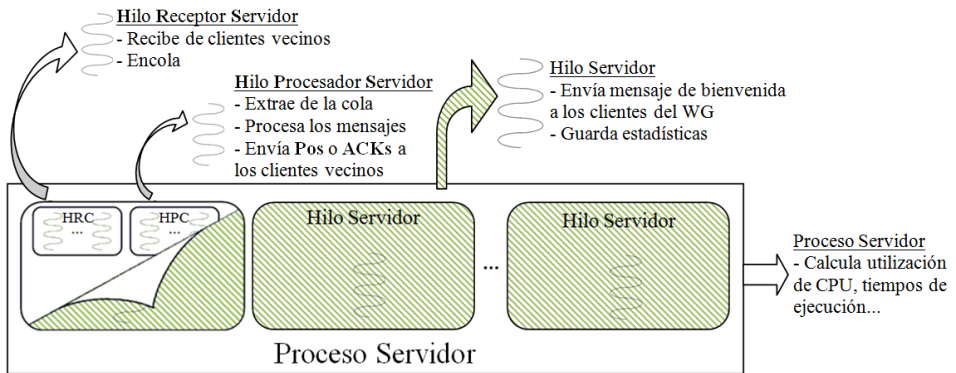 Hilo Receptor Servidor
- Recibe de clientes vecinos
- Encola
Hilo Procesador Servidor
- Extrae de la cola
- Procesa los mensajes
- Envía Pos o ACKs a
los clientes vecinos
Hilo Servidor
- Envía mensaje de bienvenida
a los clientes del WG
- Guarda estadísticas
HRC
...
HPC
...
Hilo Servidor
...
Hilo Servidor
Proceso Servidor
- Calcula utilización
de CPU, tiempos de
ejecución...
Proceso Servidor